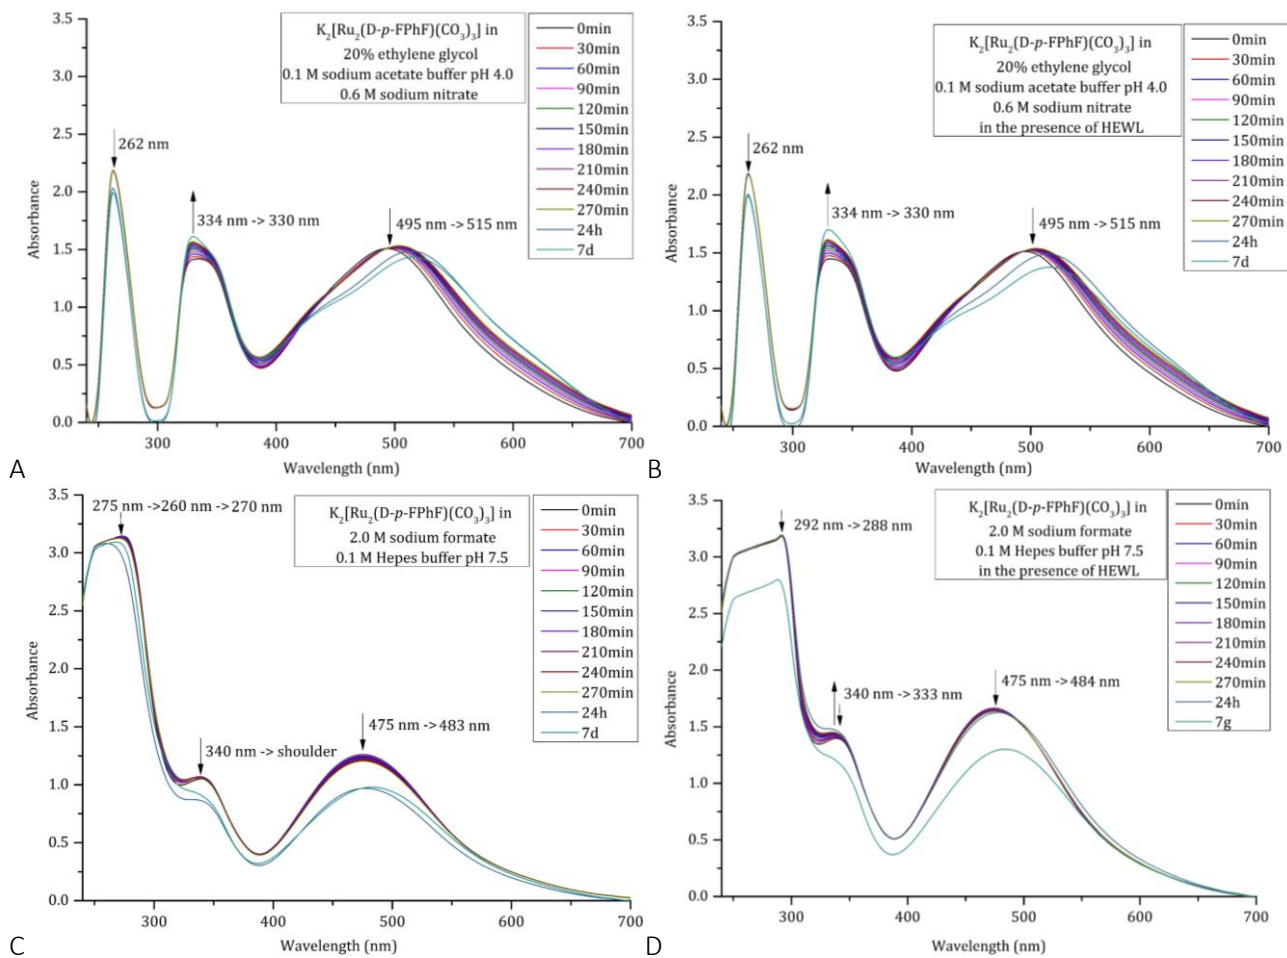 3.5
3.0
2.5
2.0
1.5
1.0
0.5
0.0
Absorbance
300
400
500
600
700
Wavelength (nm)
K₂[Ru₂(D-p-FPhF)(CO₃)₃] in
20% ethylene glycol
0.1 M sodium acetate buffer pH 4.0
0.6 M sodium nitrate
262 nm
334 nm -> 330 nm
495 nm -> 515 nm
0min
30min
60min
90min
120min
150min
180min
210min
240min
270min
24h
7d
A
3.5
3.0
2.5
2.0
1.5
1.0
0.5
0.0
Absorbance
300
400
500
600
700
Wavelength (nm)
K₂[Ru₂(D-p-FPhF)(CO₃)₃] in
20% ethylene glycol
0.1 M sodium acetate buffer pH 4.0
0.6 M sodium nitrate
in the presence of HEWL
262 nm
334 nm -> 330 nm
495 nm -> 515 nm
0min
30min
60min
90min
120min
150min
180min
210min
240min
270min
24h
7d
B
3.5
3.0
2.5
2.0
1.5
1.0
0.5
0.0
Absorbance
300
400
500
600
700
Wavelength (nm)
275 nm ->260 nm ->270 nm
K₂[Ru₂(D-p-FPhF)(CO₃)₃] in
2.0 M sodium formate
0.1 M Hepes buffer pH 7.5
340 nm -> shoulder
475 nm ->483 nm
0min
30min
60min
90min
120min
150min
180min
210min
240min
270min
24h
7d
C
3.5
3.0
2.5
2.0
1.5
1.0
0.5
0.0
Absorbance
300
400
500
600
700
Wavelength (nm)
292 nm -> 288 nm
K₂[Ru₂(D-p-FPhF)(CO₃)₃] in
2.0 M sodium formate
0.1 M Hepes buffer pH 7.5
in the presence of HEWL
340 nm -> 333 nm
475 nm -> 484 nm
0min
30min
60min
90min
120min
150min
180min
210min
240min
270min
24h
7g
D